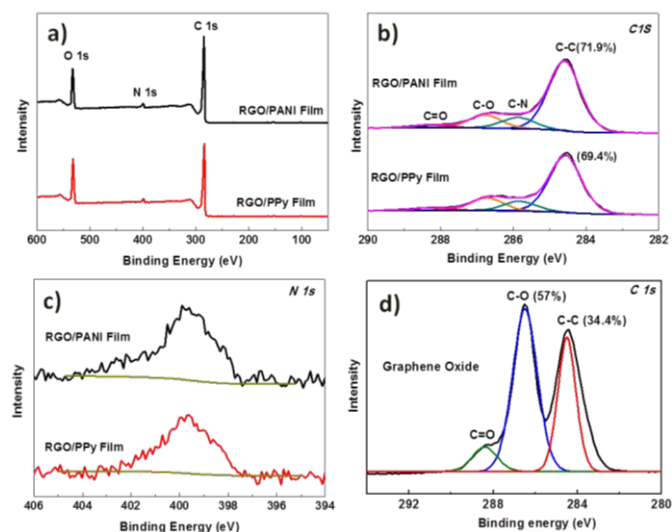 a)
C 1s
O 1s
N 1s
RGO/PANI Film
RGO/PPy Film
Intensity
600 500 400 300 200 100
Binding Energy (eV)
b)
C1S
C-C(71.9%)
RGO/PANI Film
C=O C-O C-N
(69.4%)
RGO/PPy Film
Intensity
290 288 286 284 282
Binding Energy (eV)
c)
N 1s
RGO/PANI Film
RGO/PPy Film
Intensity
406 404 402 400 398 396 394
Binding Energy (eV)
d)
C 1s
C-O (57%)
C-C (34.4%)
Graphene Oxide
C=O
Intensity
292 288 284 280
Binding energy (eV)